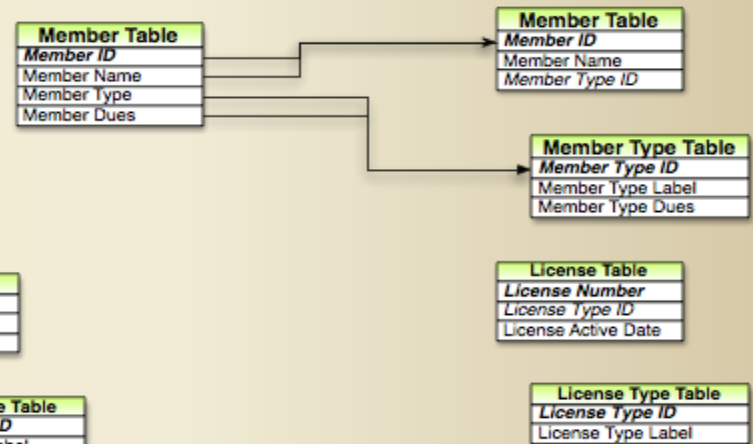 Member Table
Member ID
Member Name
Member Type
Member Dues
Member Table
Member ID
Member Name
Member Type ID
Member Type Table
Member Type ID
Member Type Label
Member Type Dues
License Table
License Number
License Type ID
License Active Date
e Table
D
License Type Table
License Type ID
License Type Label